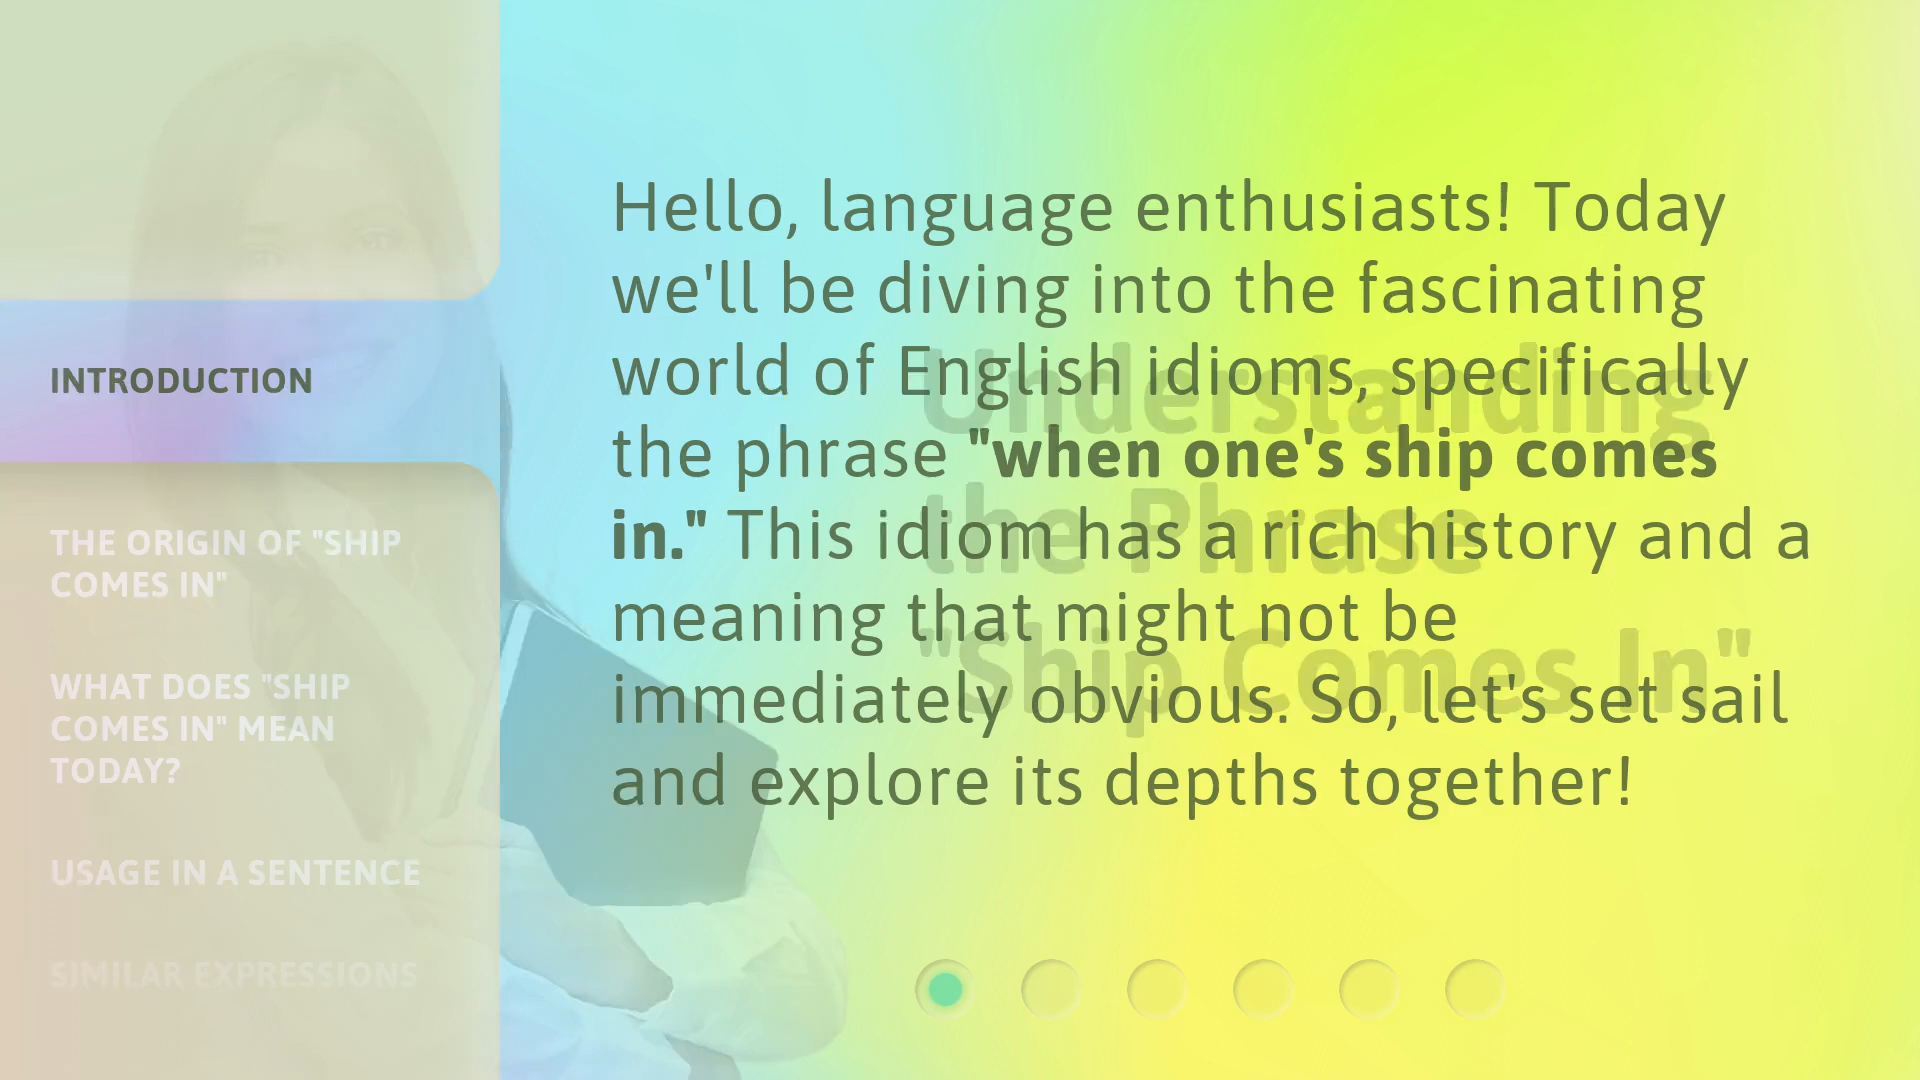 INTRODUCTION
THE ORIGIN OF "SHIP
COMES IN"
WHAT DOES "SHIP
COMES IN" MEAN
TODAY?
USAGE IN A SENTENCE
SIMILAR EXPRESSIONS
Hello, language enthusiasts! Today
we'll be diving into the fascinating
world of English idioms, specifically
the phrase "when one's ship comes
in." This idiom has a rich history and a
meaning that might not be
immediately obvious. So, let's set sail
and explore its depths together!
Understanding
the Phrase
"Ship Comes In"